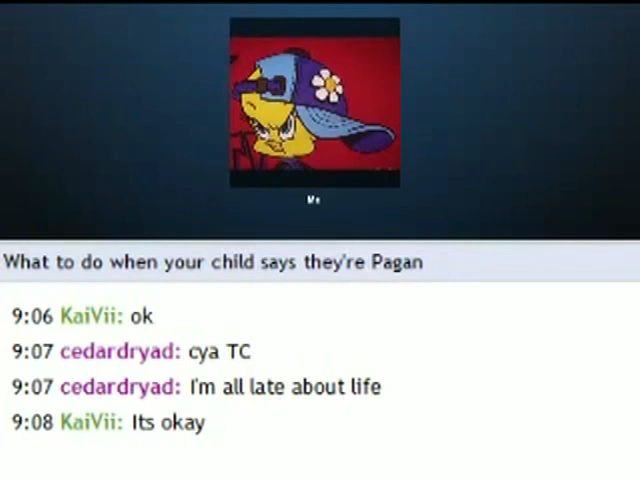 Me
What to do when your child says they're Pagan
9:06 KaiVii: ok
9:07 cedardryad: cya TC
9:07 cedardryad: I'm all late about life
9:08 KaiVii: Its okay